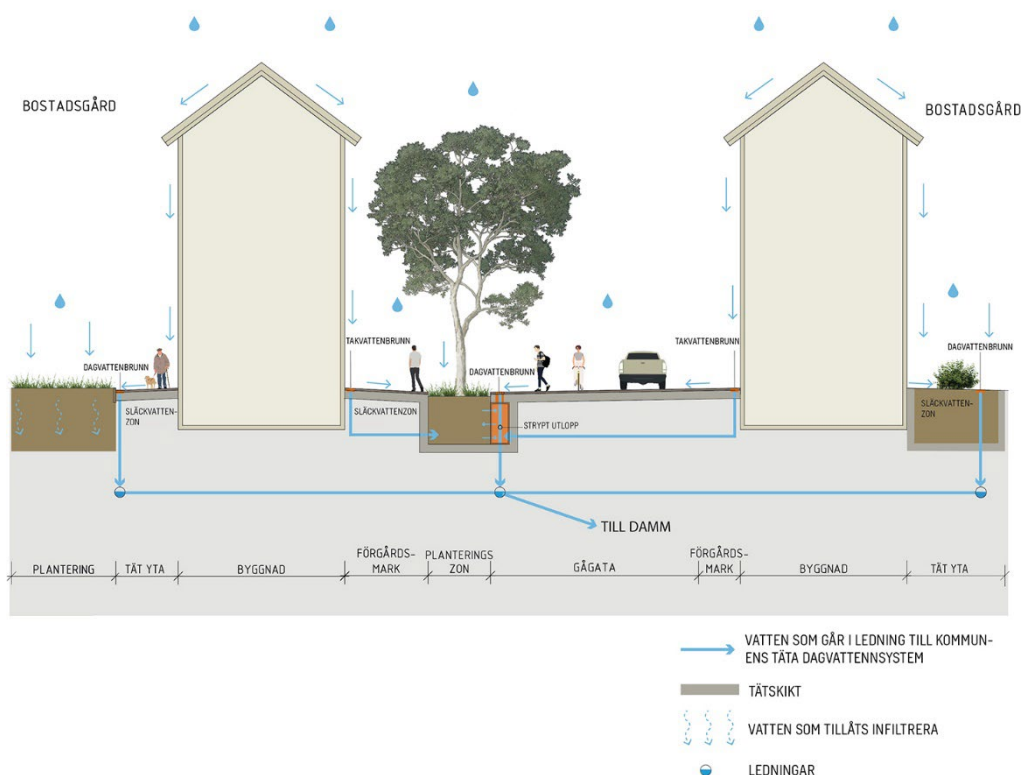 BOSTADSGÅRD
BOSTADSGÅRD
TAKVATTENBRUNN
TAKVATTENBRUNN
DAGVATTENBRUNN
DAGVATTENBRUNN
DAGVATTENBRUNN
SLÄCKVATTEN-
ZON
SLÄCKVATTENZON
STRYPT UTLOPP
SLÄCKVATTEN-
ZON
TILL DAMM
PLANTERING
TÄT YTA
BYGGNAD
FÖRGÅRDS-
MARK
PLANTERINGS
ZON
GÅGATA
FÖRGÅRDS-
MARK
BYGGNAD
TÄT YTA
VATTEN SOM GÅR I LEDNING TILL KOMMUN-
ENS TÄTA DAGVATTENNSYSTEM
TÄTSKIKT
VATTEN SOM TILLÅTS INFILTRERA
LEDNINGAR